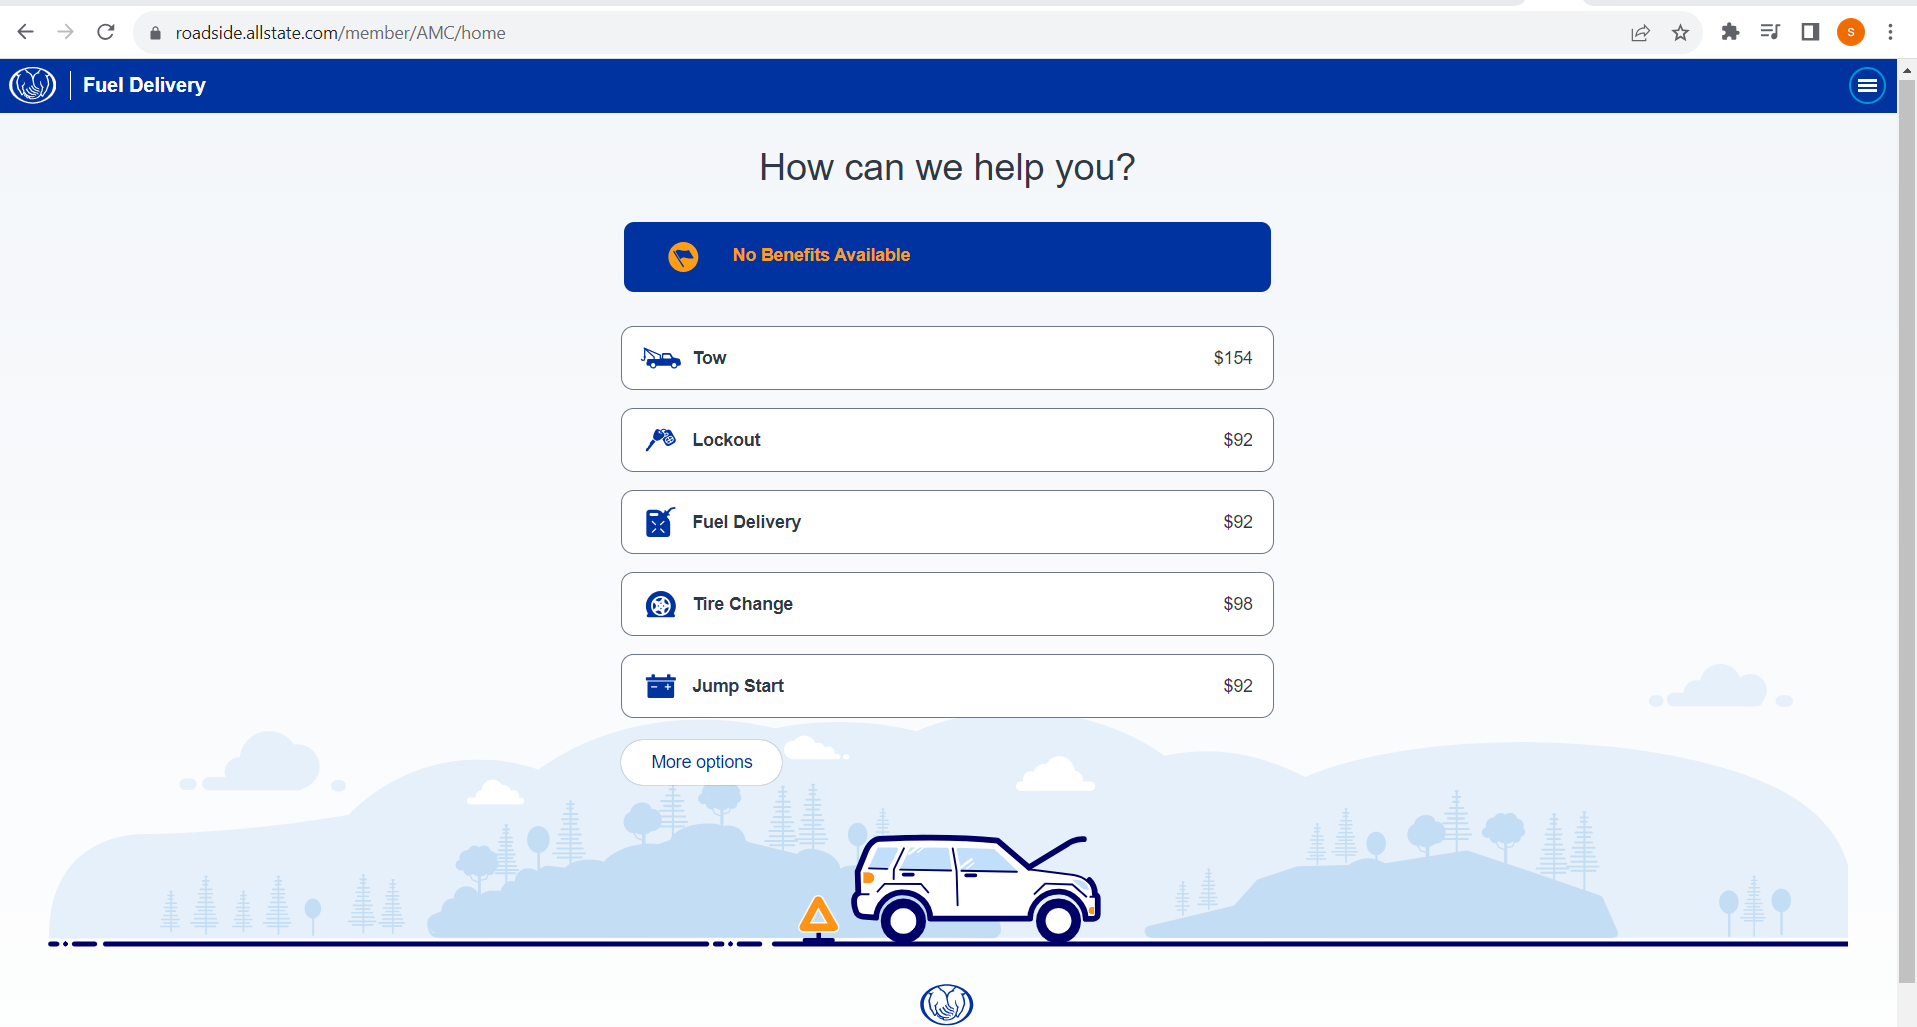 roadside.allstate.com/member/AMC/home
S
Fuel Delivery
How can we help you?
No Benefits Available
Tow $154
Lockout $92
Fuel Delivery $92
Tire Change $98
Jump Start $92
More options